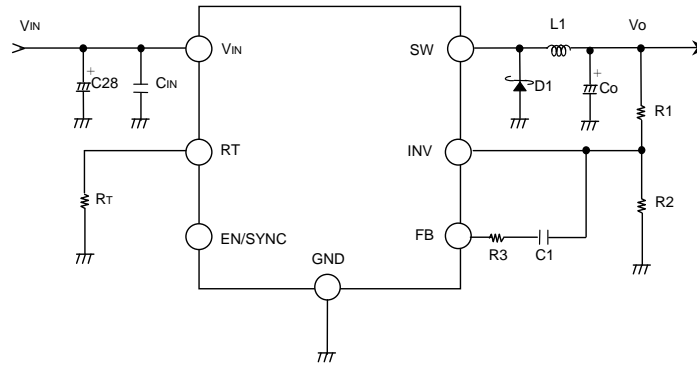 VIN
L1
Vo
VIN
SW
+
C28
CIN
D1
+
Co
R1
RT
INV
RT
R2
EN/SYNC
FB
GND
R3
C1